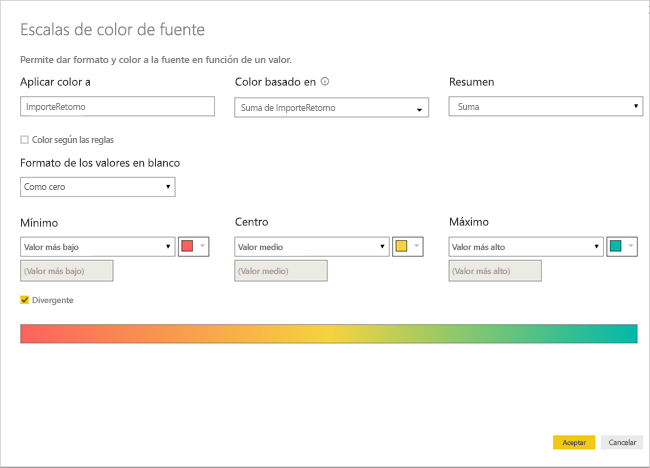 Escalas de color de fuente
Permite dar formato y color a la fuente en función de un valor.
Aplicar color a
Color basado en
Resumen
ImporteRetorno
Suma de ImporteRetorno
Suma
Color según las reglas
Formato de los valores en blanco
Como cero
Mínimo
Centro
Máximo
Valor más bajo
Valor medio
Valor más alto
(Valor más bajo)
(Valor medio)
(Valor más alto)
Divergente
Aceptar
Cancelar